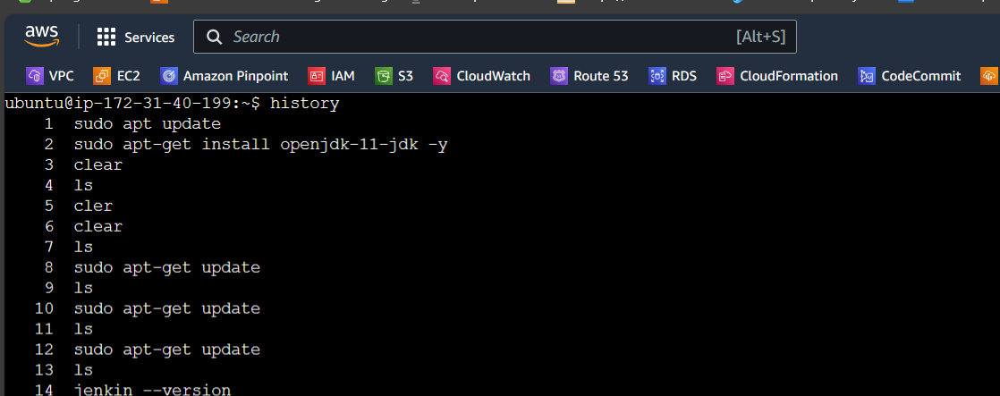 aws Services Search [Alt+S]
VPC EC2 Amazon Pinpoint IAM S3 CloudWatch Route 53 RDS CloudFormation CodeCommit
ubuntu@ip-172-31-40-199:~$ history
1 sudo apt update
2 sudo apt-get install openjdk-11-jdk -y
3 clear
4 ls
5 cler
6 clear
7 ls
8 sudo apt-get update
9 ls
10 sudo apt-get update
11 ls
12 sudo apt-get update
13 ls
14 jenkin --version